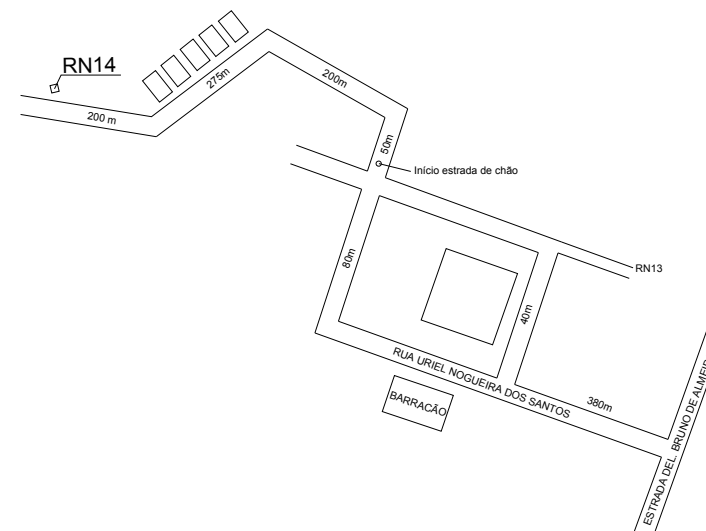 RN14
275m
200m
200 m
50m
Início estrada de chão
80m
RN13
40m
RUA URIEL NOGUEIRA DOS SANTOS
BARRACÃO
380m
ESTRADA DEL. BRUNO DE